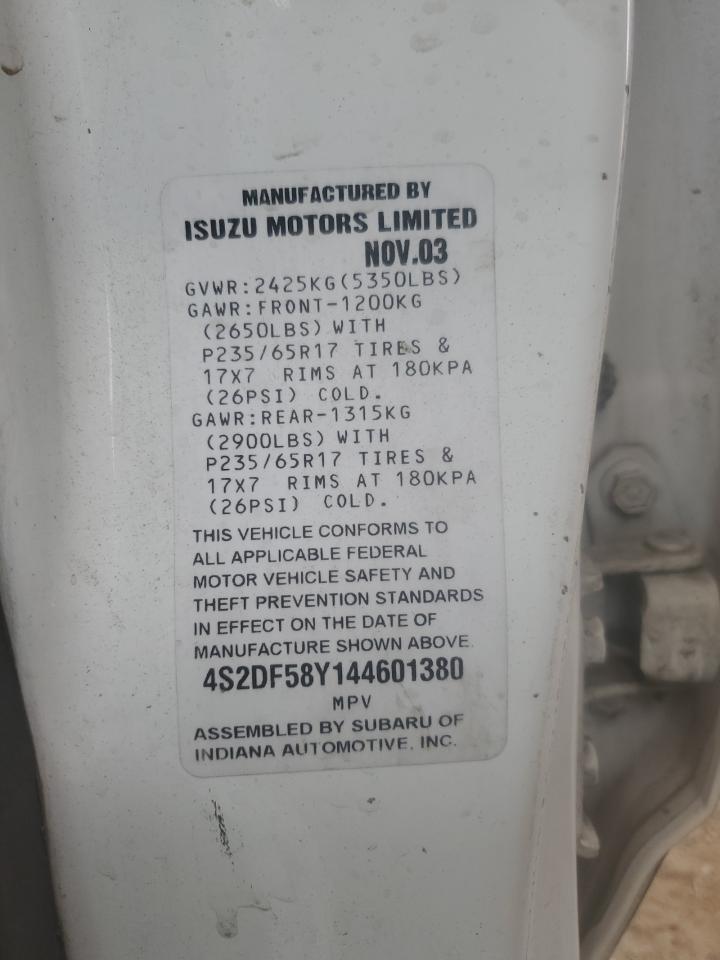 MANUFACTURED BY
ISUZU MOTORS LIMITED
NOV.03
GVWR:2425KG(5350LBS)
GAWR:FRONT-1200KG
(2650LBS) WITH
P235/65R17 TIRES &
17X7 RIMS AT 180KPA
(26PSI) COLD.
GAWR:REAR-1315KG
(2900LBS) WITH
P235/65R17 TIRES &
17X7 RIMS AT 180KPA
(26PSI) COLD.
THIS VEHICLE CONFORMS TO
ALL APPLICABLE FEDERAL
MOTOR VEHICLE SAFETY AND
THEFT PREVENTION STANDARDS
IN EFFECT ON THE DATE OF
MANUFACTURE SHOWN ABOVE.
4S2DF58Y144601380
MPV
ASSEMBLED BY SUBARU OF
INDIANA AUTOMOTIVE, INC.